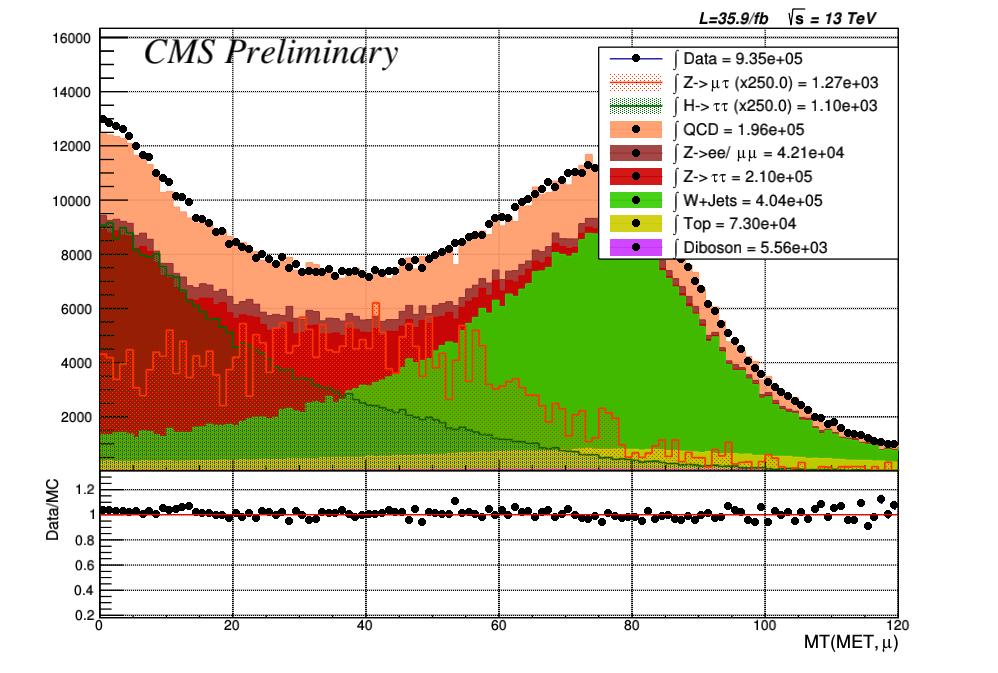 L=35.9/fb √s = 13 TeV
CMS Preliminary
∫ Data = 9.35e+05
∫ Z->μτ (x250.0) = 1.27e+03
∫ H->ττ (x250.0) = 1.10e+03
∫ QCD = 1.96e+05
∫ Z->ee/ μμ = 4.21e+04
∫ Z->ττ = 2.10e+05
∫ W+Jets = 4.04e+05
∫ Top = 7.30e+04
∫ Diboson = 5.56e+03
16000
14000
12000
10000
8000
6000
4000
2000
Data/MC
1.2
1
0.8
0.6
0.4
0.2
0 20 40 60 80 100 120
MT(MET, μ)